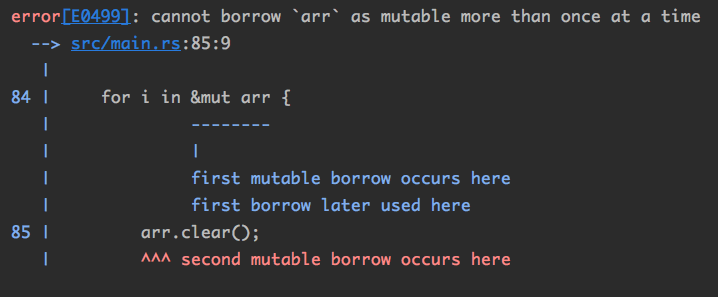 error[E0499]: cannot borrow `arr` as mutable more than once at a time
  --> src/main.rs:85:9
   |
84 |     for i in &mut arr {
   |              --------
   |              |
   |              first mutable borrow occurs here
   |              first borrow later used here
85 |         arr.clear();
   |         ^^^ second mutable borrow occurs here